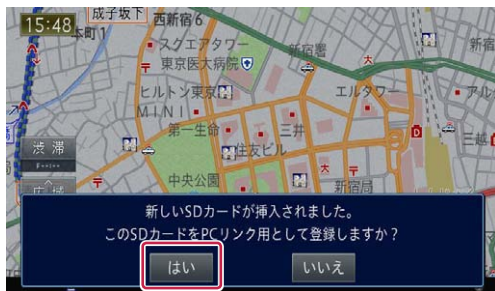 15:48
成子坂下
本町1
西新宿6
スクエアタワー
東京医大病院
新宿署
新宿
ヒルトン東京
エルタワー
アル
MINI
第一生命
三井
住友ビル
三越
渋滞
中央公園
新宿局
広域
新しいSDカードが挿入されました。
このSDカードをPCリンク用として登録しますか？
はい
いいえ